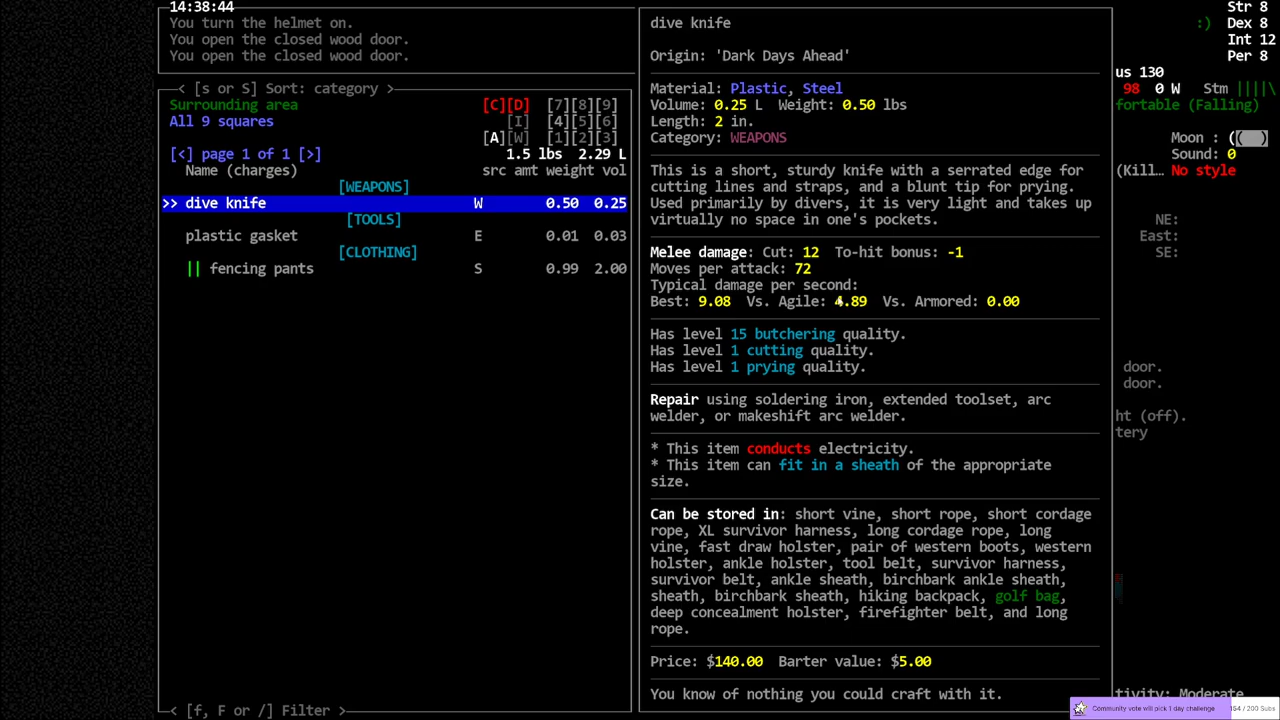 14:38:44
You turn the helmet on.
You open the closed wood door.
You open the closed wood door.
< [s or S] Sort: category >
Surrounding area [C][D] [7][8][9]
All 9 squares [I] [4][5][6]
[A][W] [1][2][3]
[<] page 1 of 1 [>] 1.5 lbs 2.29 L
Name (charges) src amt weight vol
[WEAPONS]
>> dive knife W 0.50 0.25
[TOOLS]
plastic gasket E 0.01 0.03
[CLOTHING]
|| fencing pants S 0.99 2.00
< [f, F or /] Filter >
dive knife
Origin: 'Dark Days Ahead'
Material: Plastic, Steel
Volume: 0.25 L Weight: 0.50 lbs
Length: 2 in.
Category: WEAPONS
This is a short, sturdy knife with a serrated edge for
cutting lines and straps, and a blunt tip for prying.
Used primarily by divers, it is very light and takes up
virtually no space in one's pockets.
Melee damage: Cut: 12 To-hit bonus: -1
Moves per attack: 72
Typical damage per second:
Best: 9.08 Vs. Agile: 4.89 Vs. Armored: 0.00
Has level 15 butchering quality.
Has level 1 cutting quality.
Has level 1 prying quality.
Repair using soldering iron, extended toolset, arc
welder, or makeshift arc welder.
* This item conducts electricity.
* This item can fit in a sheath of the appropriate
size.
Can be stored in: short vine, short rope, short cordage
rope, XL survivor harness, long cordage rope, long
vine, fast draw holster, pair of western boots, western
holster, ankle holster, tool belt, survivor harness,
survivor belt, ankle sheath, birchbark ankle sheath,
sheath, birchbark sheath, hiking backpack, golf bag,
deep concealment holster, firefighter belt, and long
rope.
Price: $140.00 Barter value: $5.00
You know of nothing you could craft with it.
Str 8
:) Dex 8
Int 12
Per 8
us 130
98 0 W Stm ||||\
fortable (Falling)
Moon : (( )
Sound: 0
(Kill… No style
NE:
East:
SE:
door.
door.
ht (off).
tery
tivity: Moderate
Community vote will pick 1 day challenge 154 / 200 Subs